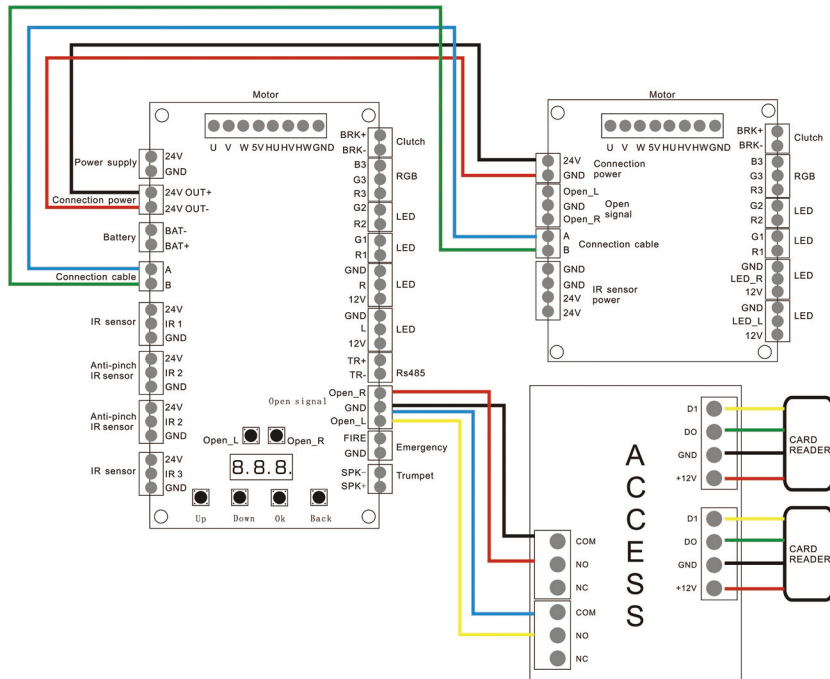 Motor
U V W 5V HU HV HW GND
Power supply
24V
GND
Connection power
24V OUT+
24V OUT-
Battery
BAT-
BAT+
Connection cable
A
B
IR sensor
24V
IR 1
GND
Anti-pinch
IR sensor
24V
IR 2
GND
Anti-pinch
IR sensor
24V
IR 2
GND
IR sensor
24V
IR 3
GND
BRK+
BRK-
Clutch
B3
G3
R3
RGB
G2
R2
LED
G1
R1
LED
GND
R
12V
LED
GND
L
12V
LED
TR+
TR-
Rs485
Open signal
Open_R
GND
Open_L
FIRE
GND
Emergency
SPK-
SPK+
Trumpet
Open_L
Open_R
8.8.8.
Up Down Ok Back
Motor
U V W 5V HU HV HW GND
24V
GND
Connection
power
Open_L
GND
Open_R
Open
signal
A
B
Connection cable
GND
GND
24V
24V
IR sensor
power
BRK+
BRK-
Clutch
B3
G3
R3
RGB
G2
R2
LED
G1
R1
LED
GND
LED_R
12V
LED
GND
LED_L
12V
LED
ACCESS
COM
NO
NC
COM
NO
NC
D1
DO
GND
+12V
CARD
READER
D1
DO
GND
+12V
CARD
READER